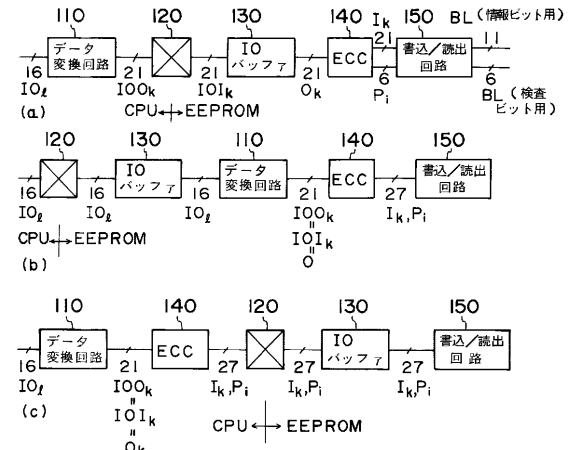 110 120 130 140 150
Ik BL (情報ビット用)
データ変換回路
IOバッファ
ECC
書込/読出回路
16 21 21 21 21 11
IOℓ IOOk IOIk Ok 6 Pi 6
BL (検査ビット用)
CPU ↔ EEPROM
(a)
120 130 110 140 150
IOバッファ
データ変換回路
ECC
書込/読出回路
16 16 16 21 27
IOℓ IOℓ IOℓ IOOk Ik,Pi
CPU ↔ EEPROM
=
IOIk
=
O
(b)
110 140 120 130 150
データ変換回路
ECC
IOバッファ
書込/読出回路
16 21 27 27 27
IOℓ IOOk Ik,Pi Ik,Pi Ik,Pi
=
(c) IOIk
CPU ↔ EEPROM
=
Ok